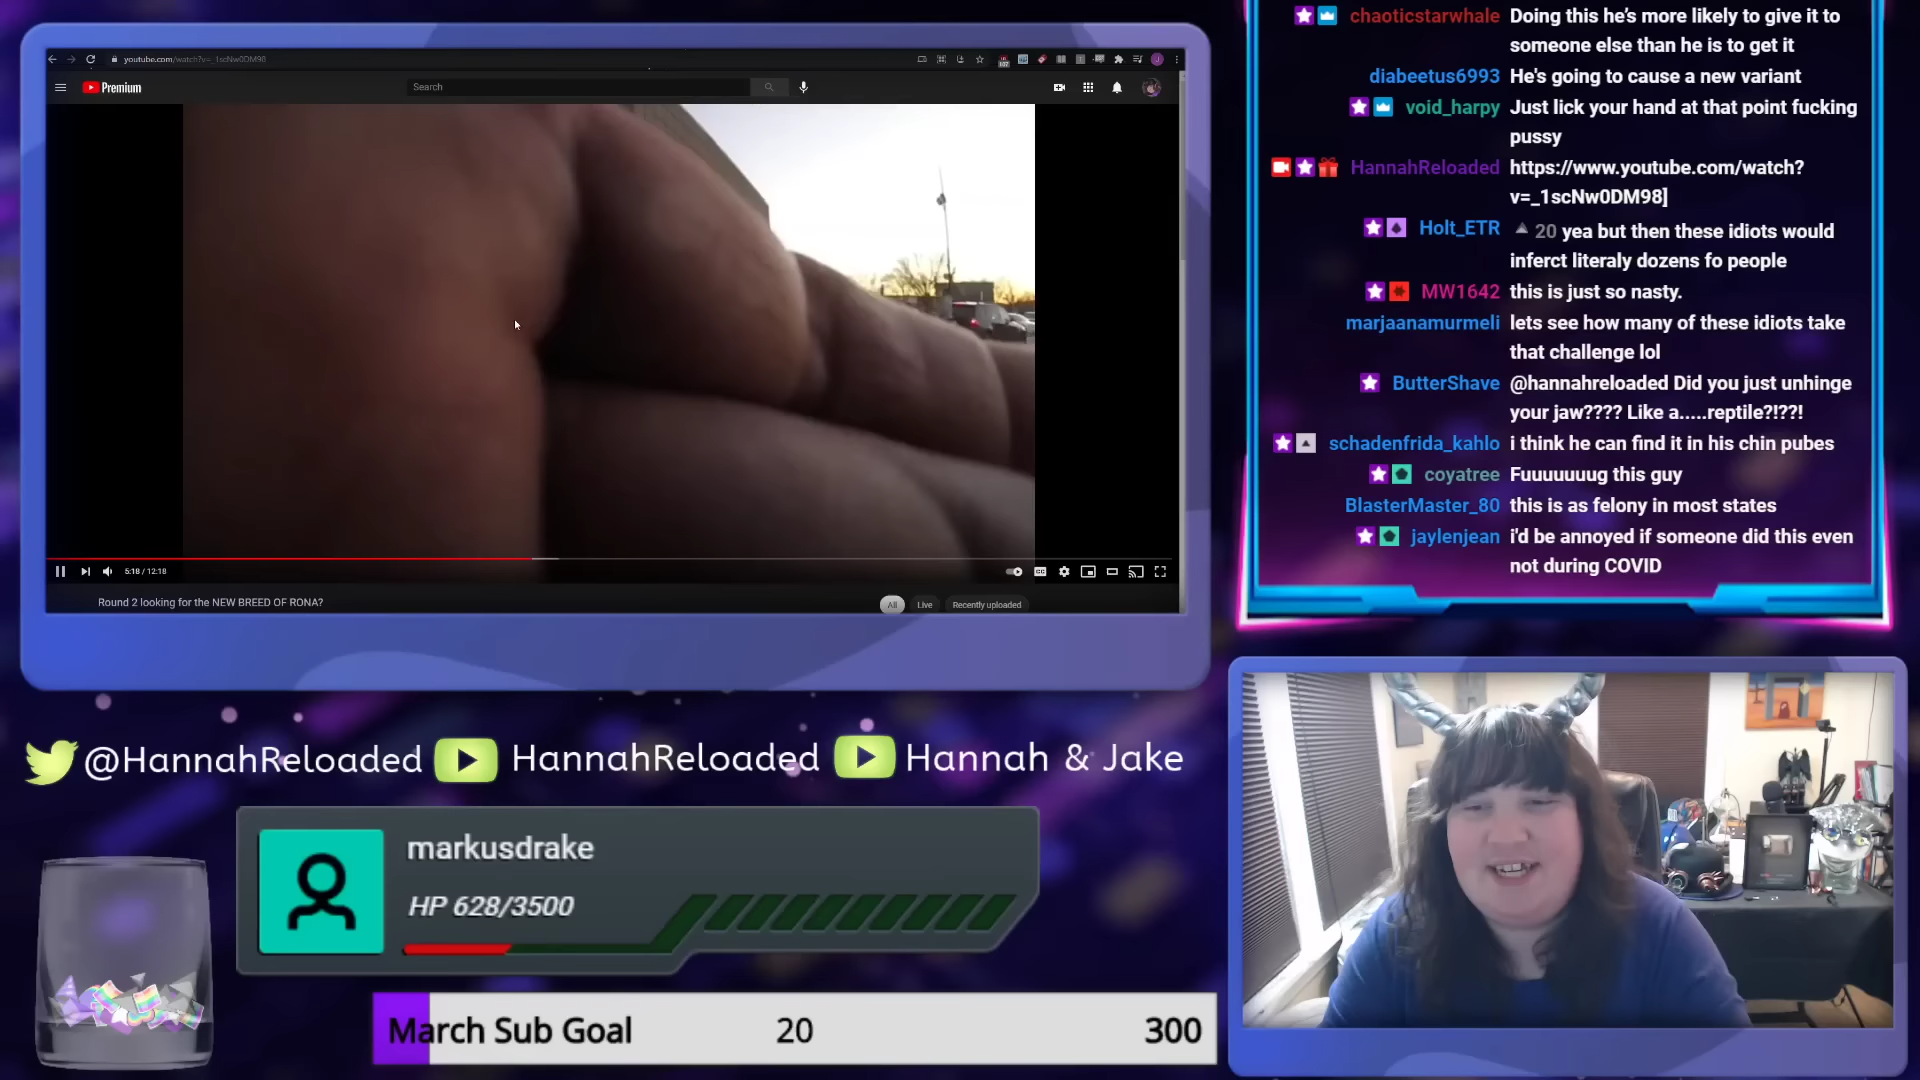 youtube.com/watch?v=_1scNw0DM98
Premium
Search
5:18 / 12:18
Round 2 looking for the NEW BREED OF RONA?
All
Live
Recently uploaded
chaoticstarwhale Doing this he's more likely to give it to
someone else than he is to get it
diabeetus6993 He's going to cause a new variant
void_harpy Just lick your hand at that point fucking
pussy
HannahReloaded https://www.youtube.com/watch?
v=_1scNw0DM98]
Holt_ETR 20 yea but then these idiots would
inferct literaly dozens fo people
MW1642 this is just so nasty.
marjaanamurmeli lets see how many of these idiots take
that challenge lol
ButterShave @hannahreloaded Did you just unhinge
your jaw???? Like a.....reptile?!??!
schadenfrida_kahlo i think he can find it in his chin pubes
coyatree Fuuuuuuug this guy
BlasterMaster_80 this is as felony in most states
jaylenjean i'd be annoyed if someone did this even
not during COVID
@HannahReloaded HannahReloaded Hannah & Jake
markusdrake
HP 628/3500
March Sub Goal 20 300